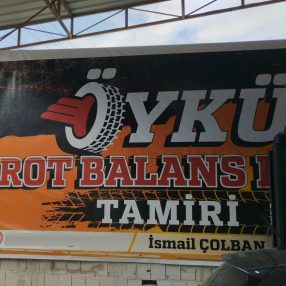 ÖYKÜ
ROT BALANS
TAMİRİ
İsmail ÇOLBAN